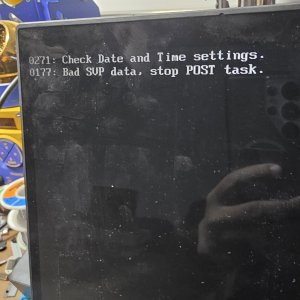 0271: Check Date and Time settings.
0177: Bad SVP data, stop POST task.